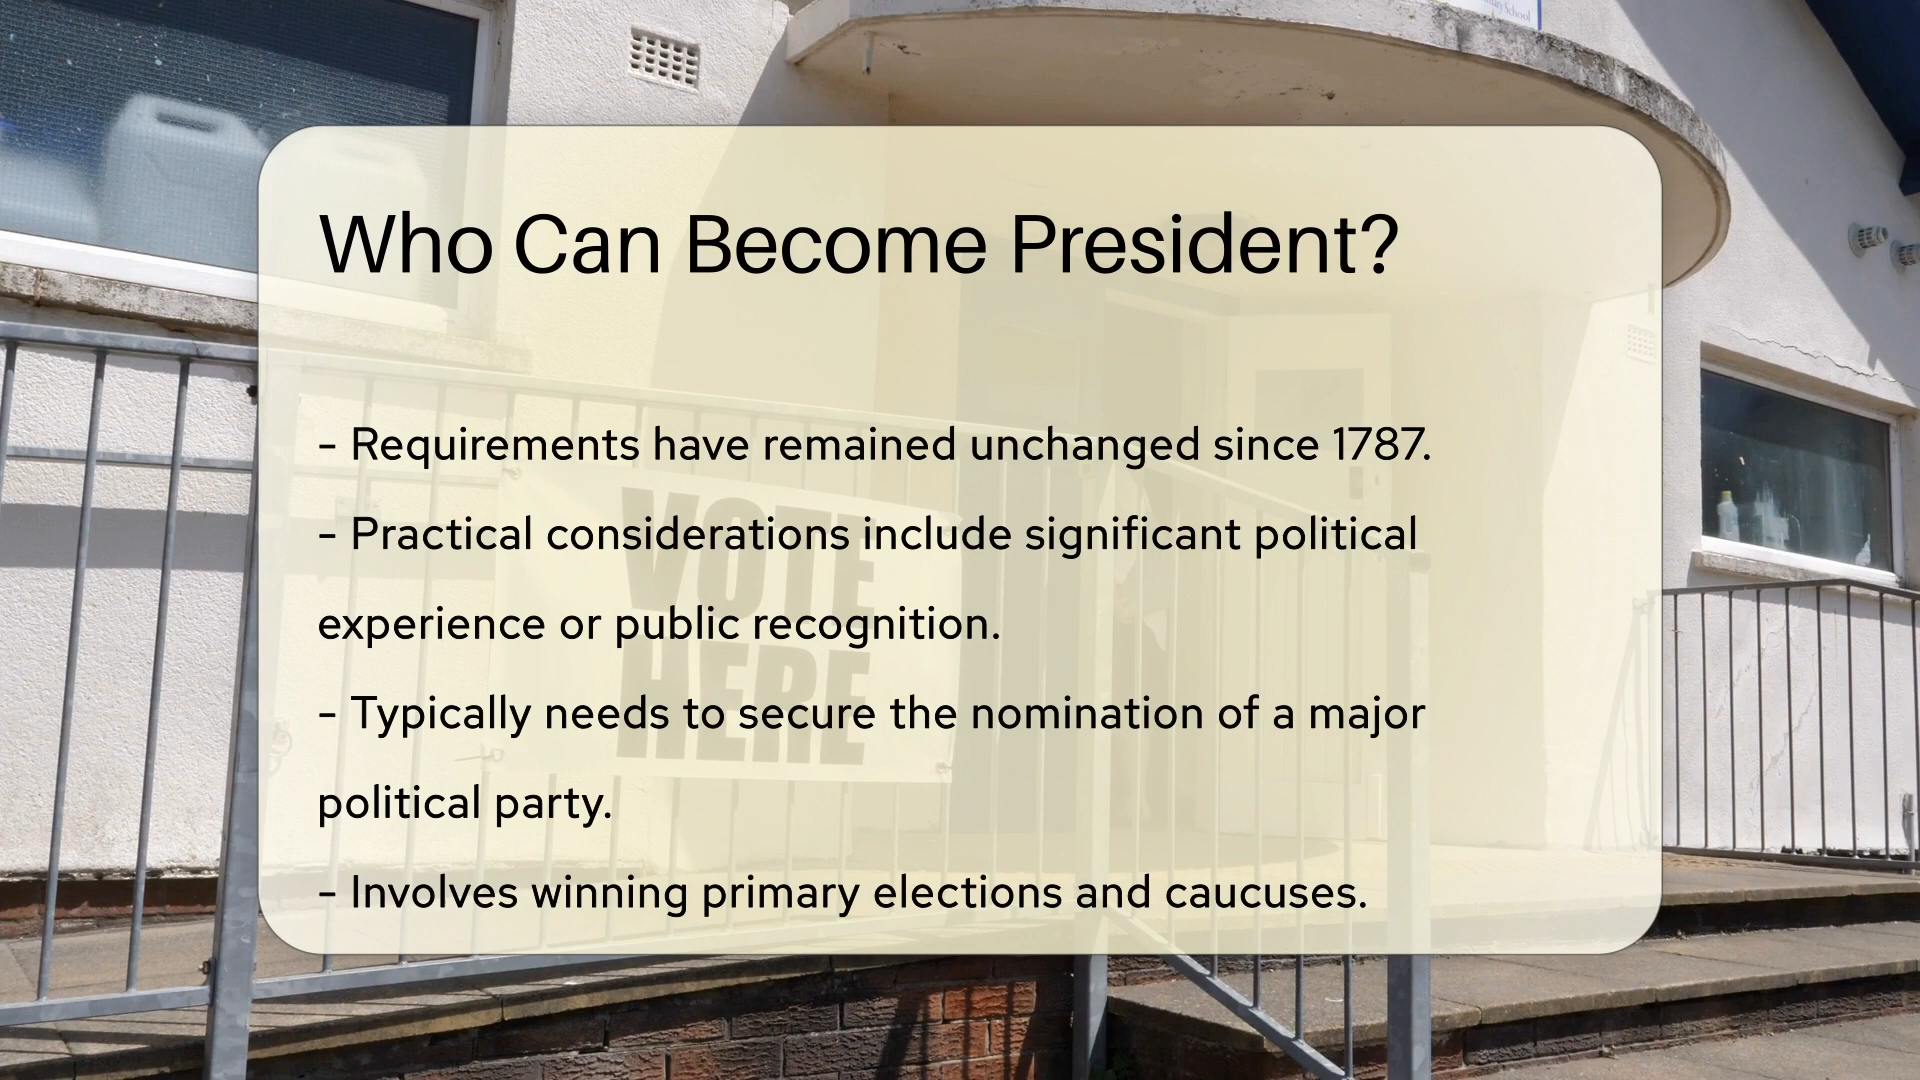 School
Who Can Become President?
- Requirements have remained unchanged since 1787.
- Practical considerations include significant political
experience or public recognition.
- Typically needs to secure the nomination of a major
political party.
- Involves winning primary elections and caucuses.
VOTE
HERE